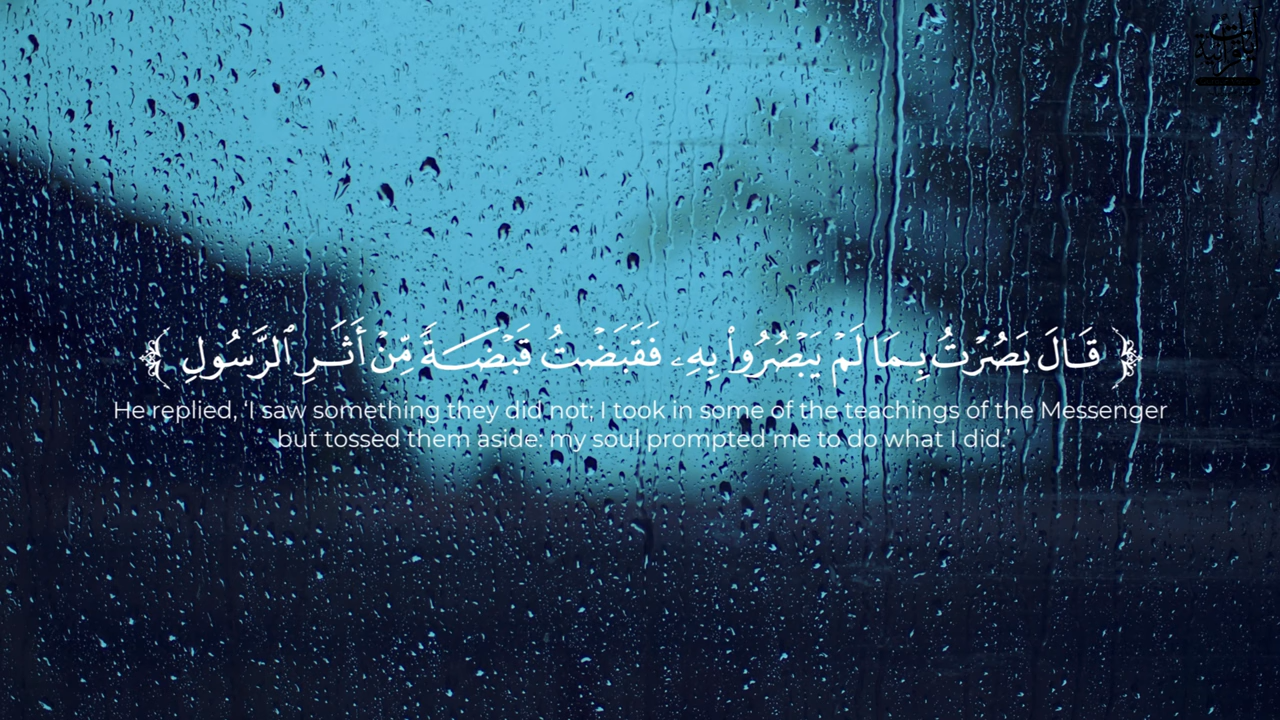 ﴿ قَالَ بَصُرْتُ بِمَا لَمْ يَبْصُرُوا۟ بِهِۦ فَقَبَضْتُ قَبْضَةً مِّنْ أَثَرِ ٱلرَّسُولِ ﴾
He replied, ‘I saw something they did not; I took in some of the teachings of the Messenger
but tossed them aside: my soul prompted me to do what I did.’